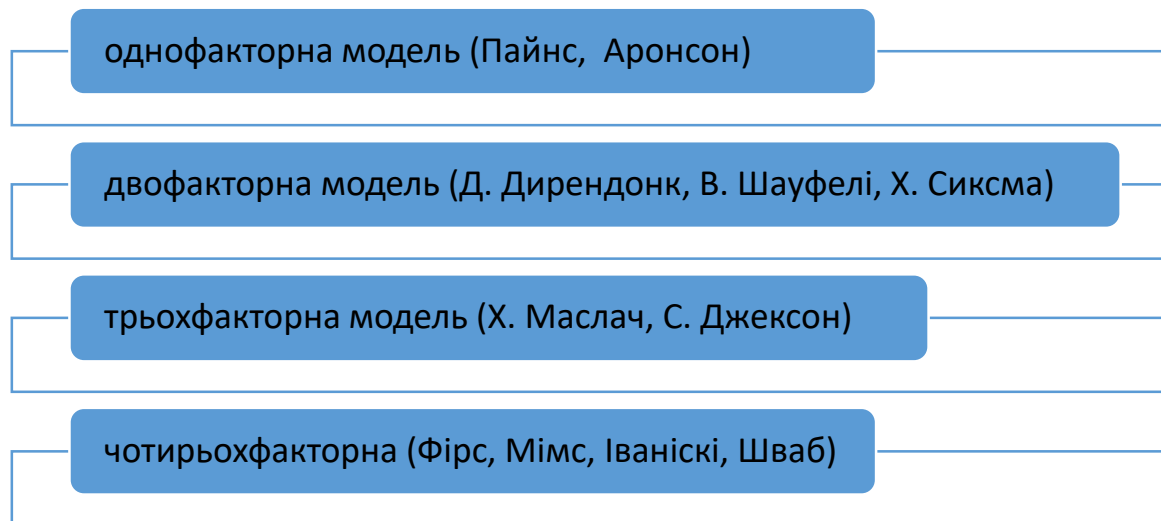 однофакторна модель (Пайнс, Аронсон)
двофакторна модель (Д. Дирендонк, В. Шауфелі, Х. Сиксма)
трьохфакторна модель (Х. Маслач, С. Джексон)
чотирьохфакторна (Фірс, Мімс, Іваніскі, Шваб)